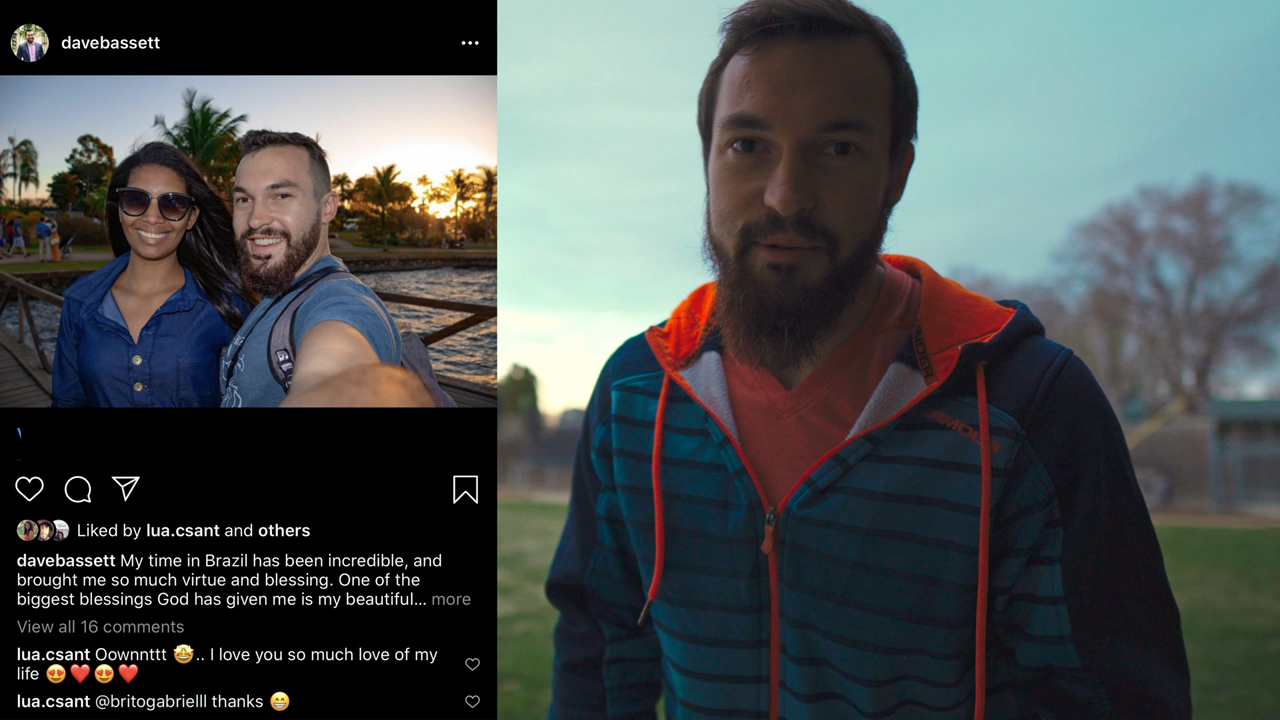 davebassett
Liked by lua.csant and others
davebassett My time in Brazil has been incredible, and
brought me so much virtue and blessing. One of the
biggest blessings God has given me is my beautiful... more
View all 16 comments
lua.csant Oownnttt 🤩.. I love you so much love of my
life 😍❤️😍❤️
lua.csant @britogabrielll thanks 😁